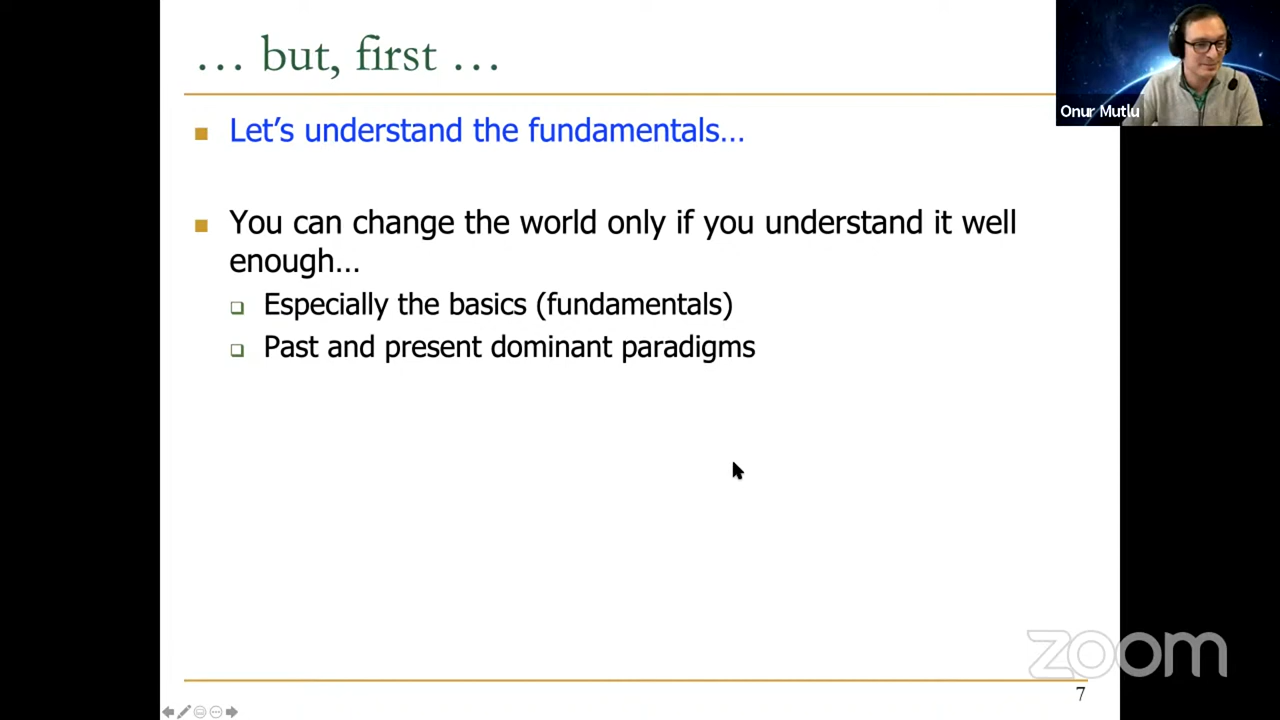 … but, first …
Onur Mutlu
Let’s understand the fundamentals…
You can change the world only if you understand it well
enough…
Especially the basics (fundamentals)
Past and present dominant paradigms
zoom
7